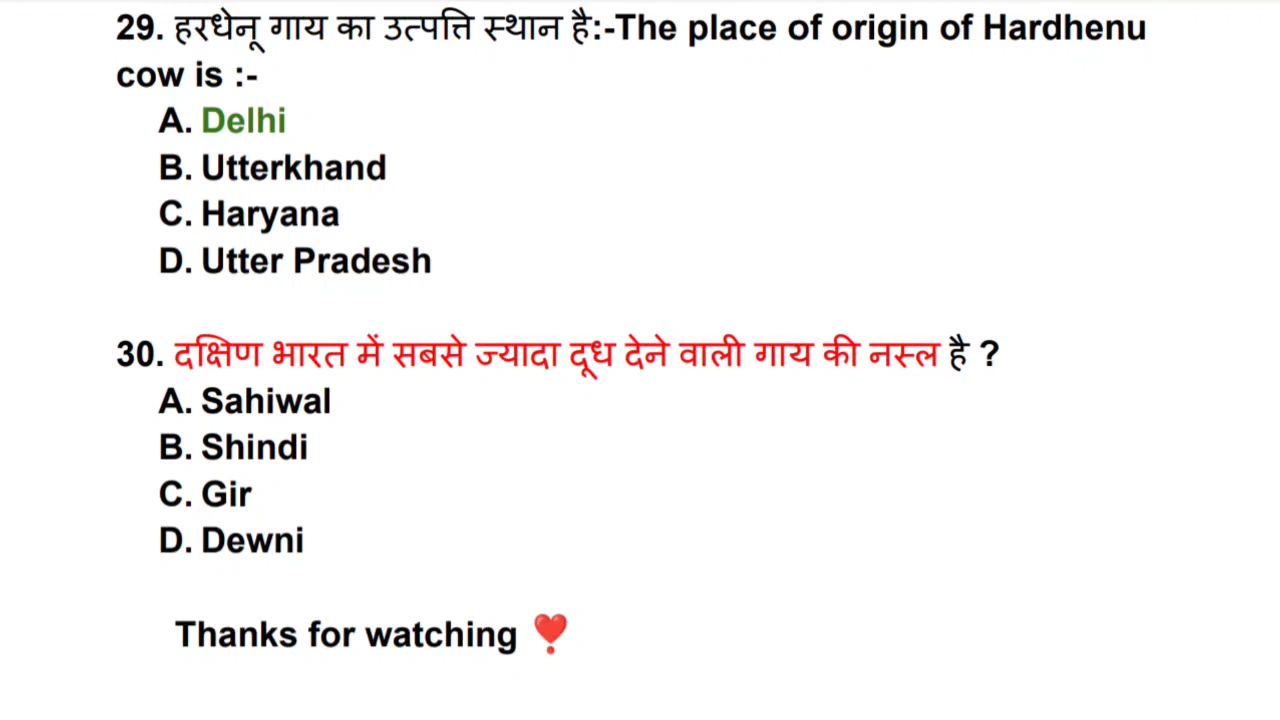 29. हरधेनू गाय का उत्पत्ति स्थान है:-The place of origin of Hardhenu
cow is :-
A. Delhi
B. Utterkhand
C. Haryana
D. Utter Pradesh
30. दक्षिण भारत में सबसे ज्यादा दूध देने वाली गाय की नस्ल है ?
A. Sahiwal
B. Shindi
C. Gir
D. Dewni
Thanks for watching ❣️